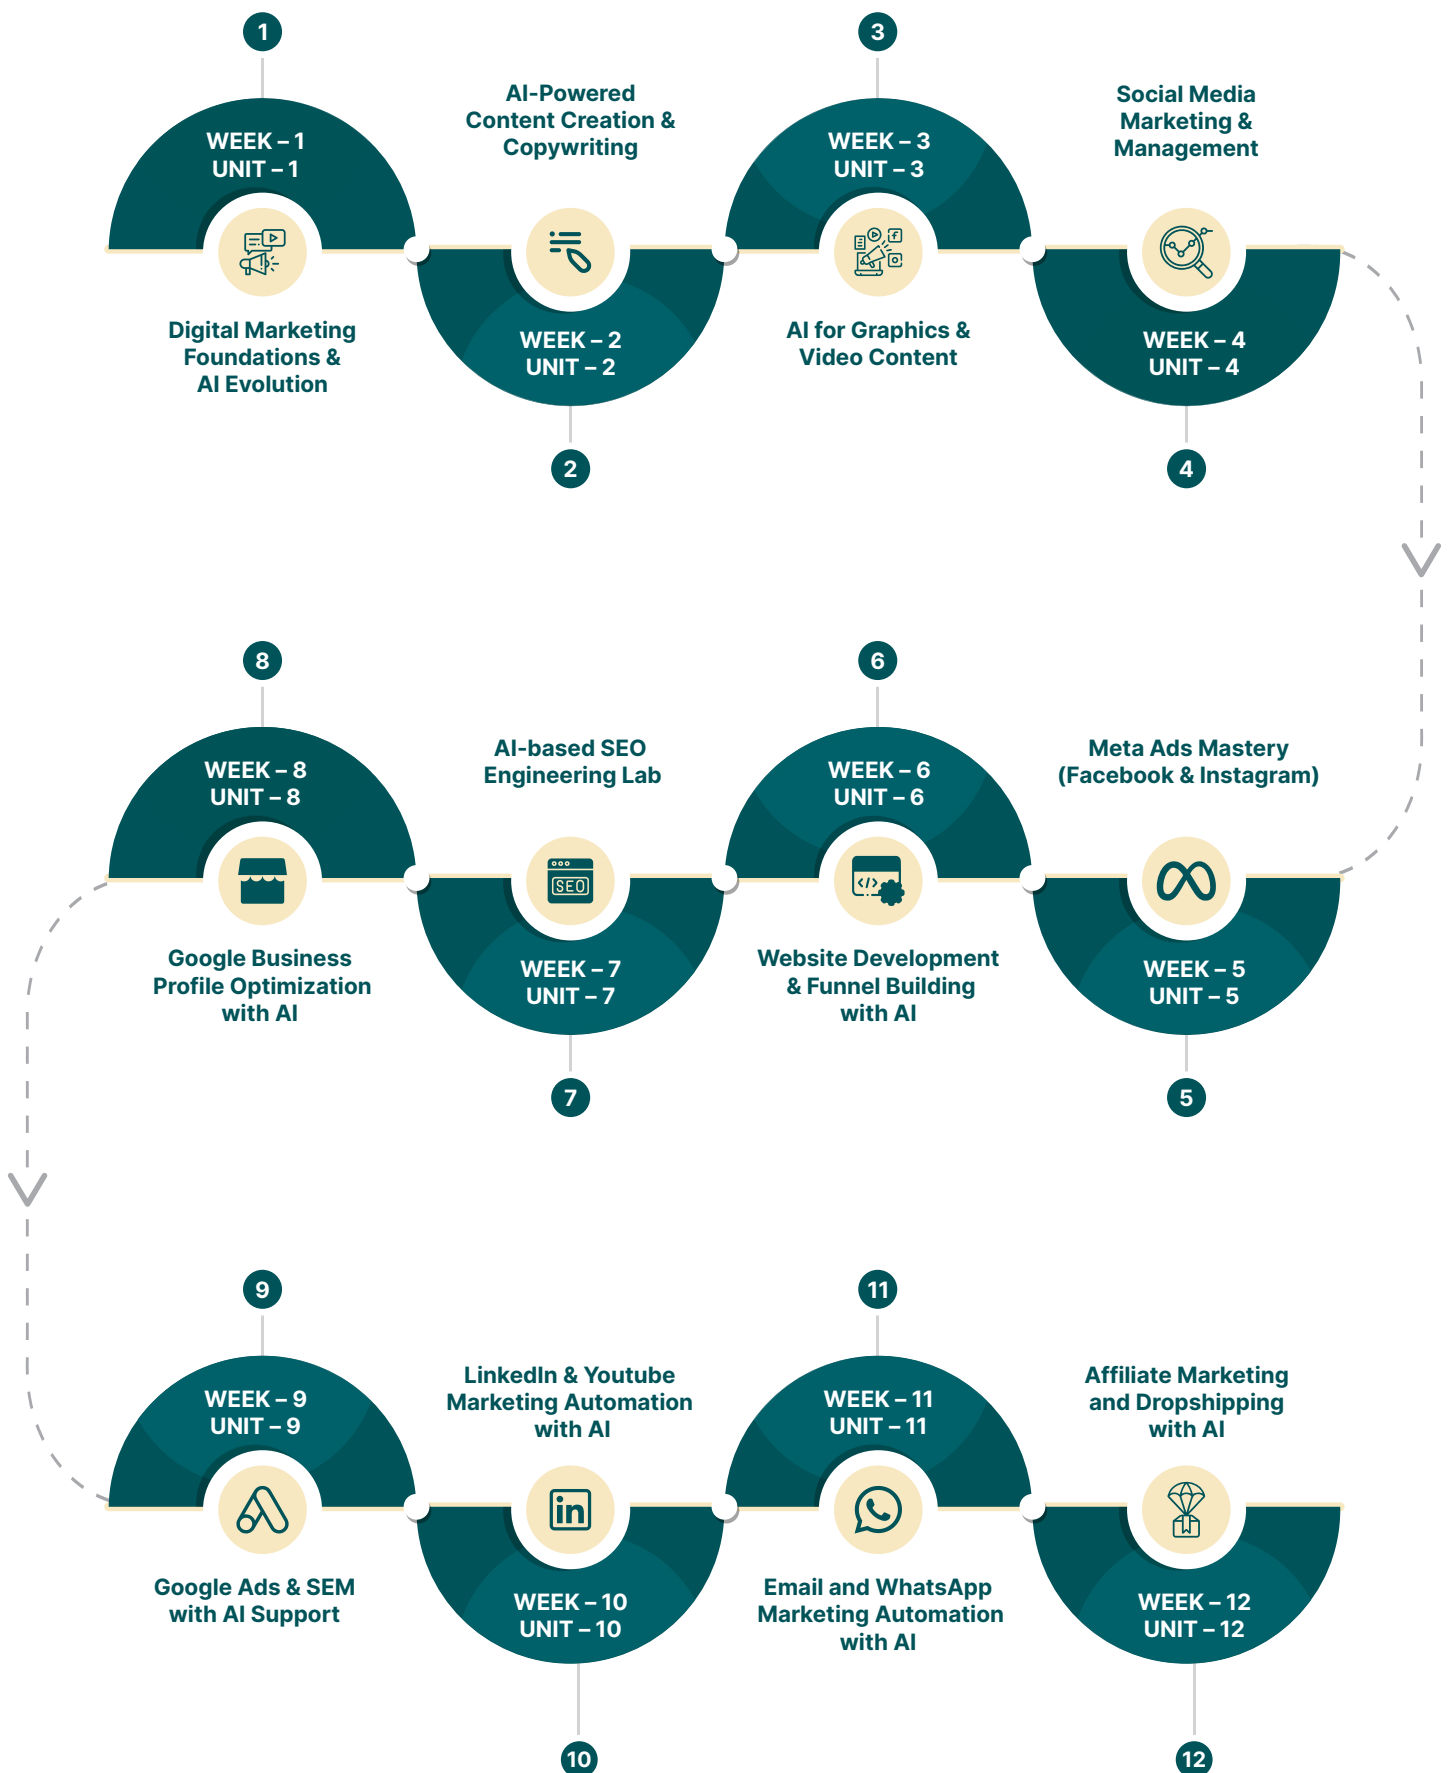 1
WEEK – 1
UNIT – 1
Digital Marketing
Foundations &
AI Evolution
AI-Powered
Content Creation &
Copywriting
WEEK – 2
UNIT – 2
2
3
WEEK – 3
UNIT – 3
AI for Graphics &
Video Content
Social Media
Marketing &
Management
WEEK – 4
UNIT – 4
4
Meta Ads Mastery
(Facebook & Instagram)
WEEK – 5
UNIT – 5
5
6
WEEK – 6
UNIT – 6
Website Development
& Funnel Building
with AI
AI-based SEO
Engineering Lab
SEO
WEEK – 7
UNIT – 7
7
8
WEEK – 8
UNIT – 8
Google Business
Profile Optimization
with AI
9
WEEK – 9
UNIT – 9
Google Ads & SEM
with AI Support
LinkedIn & Youtube
Marketing Automation
with AI
in
WEEK – 10
UNIT – 10
10
11
WEEK – 11
UNIT – 11
Email and WhatsApp
Marketing Automation
with AI
Affiliate Marketing
and Dropshipping
with AI
WEEK – 12
UNIT – 12
12